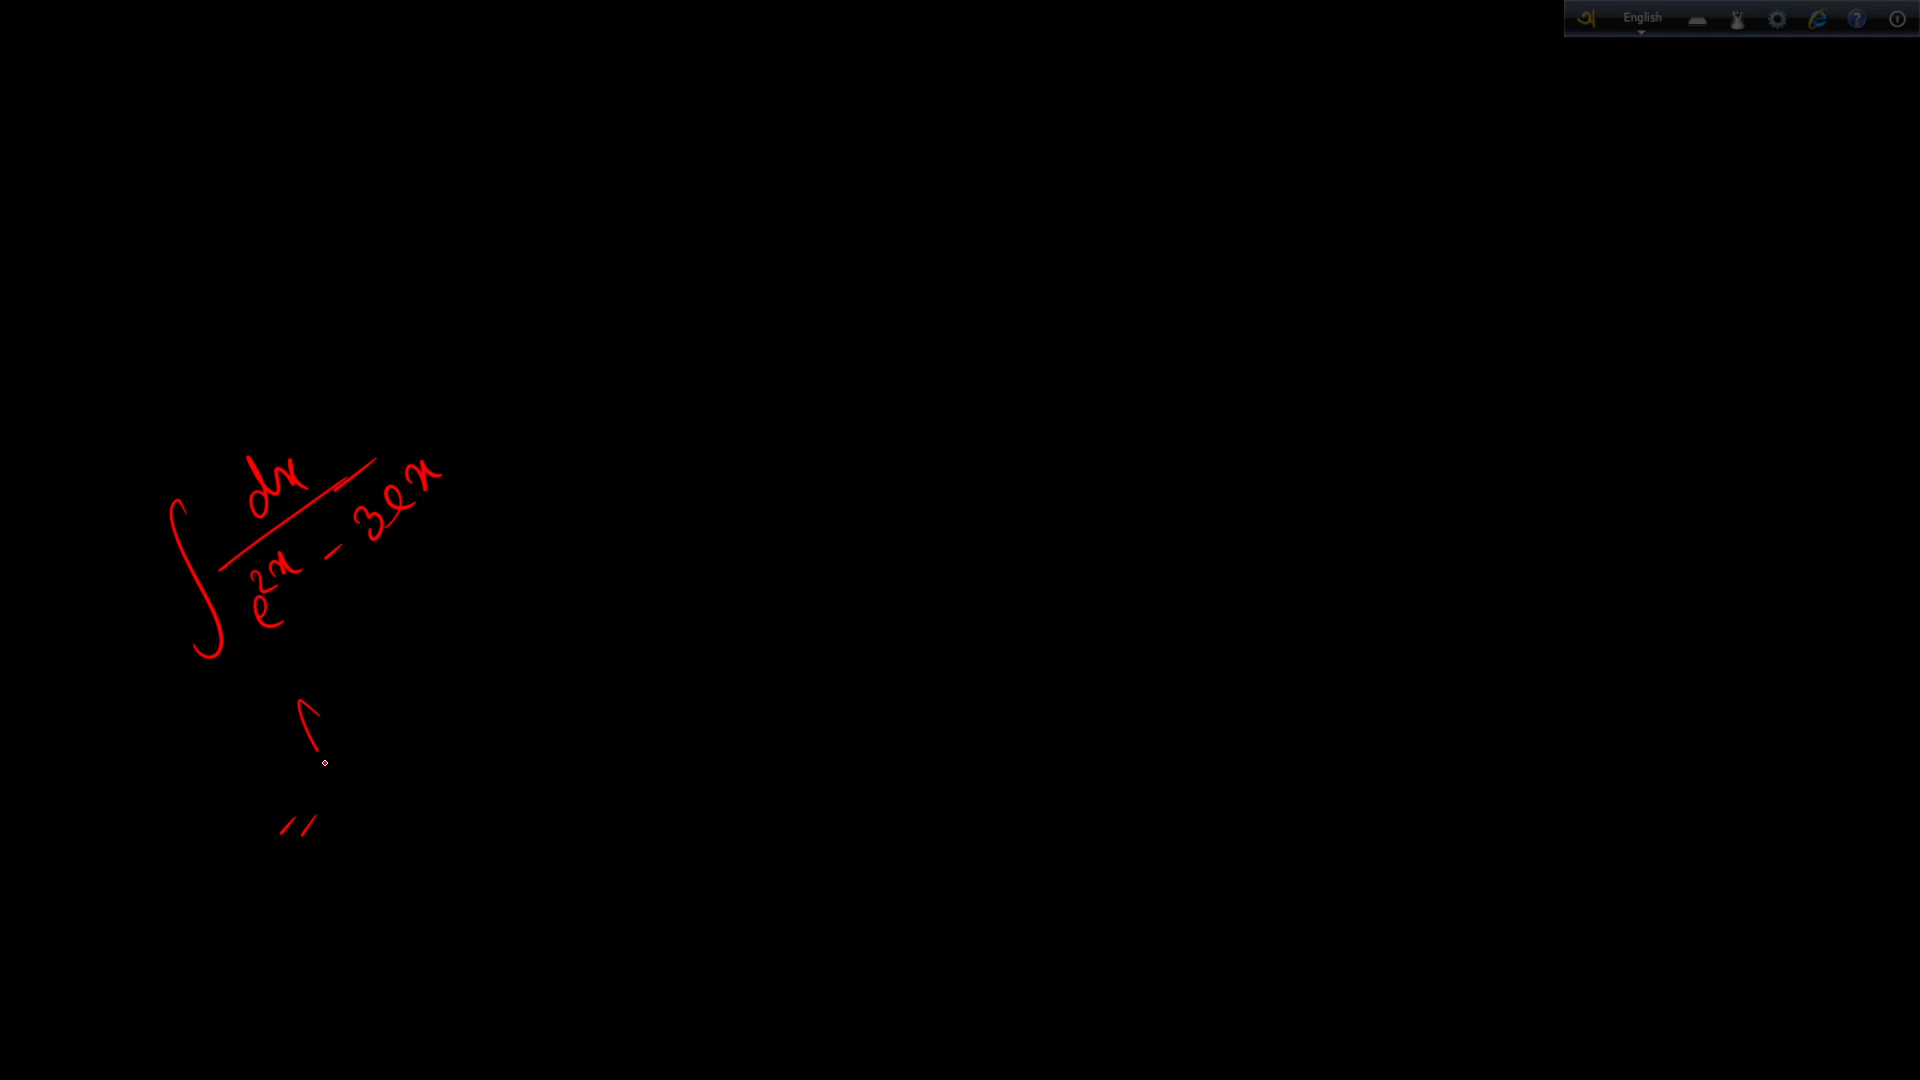 অ English
∫ dx / (e^{2x} - 3e^x)